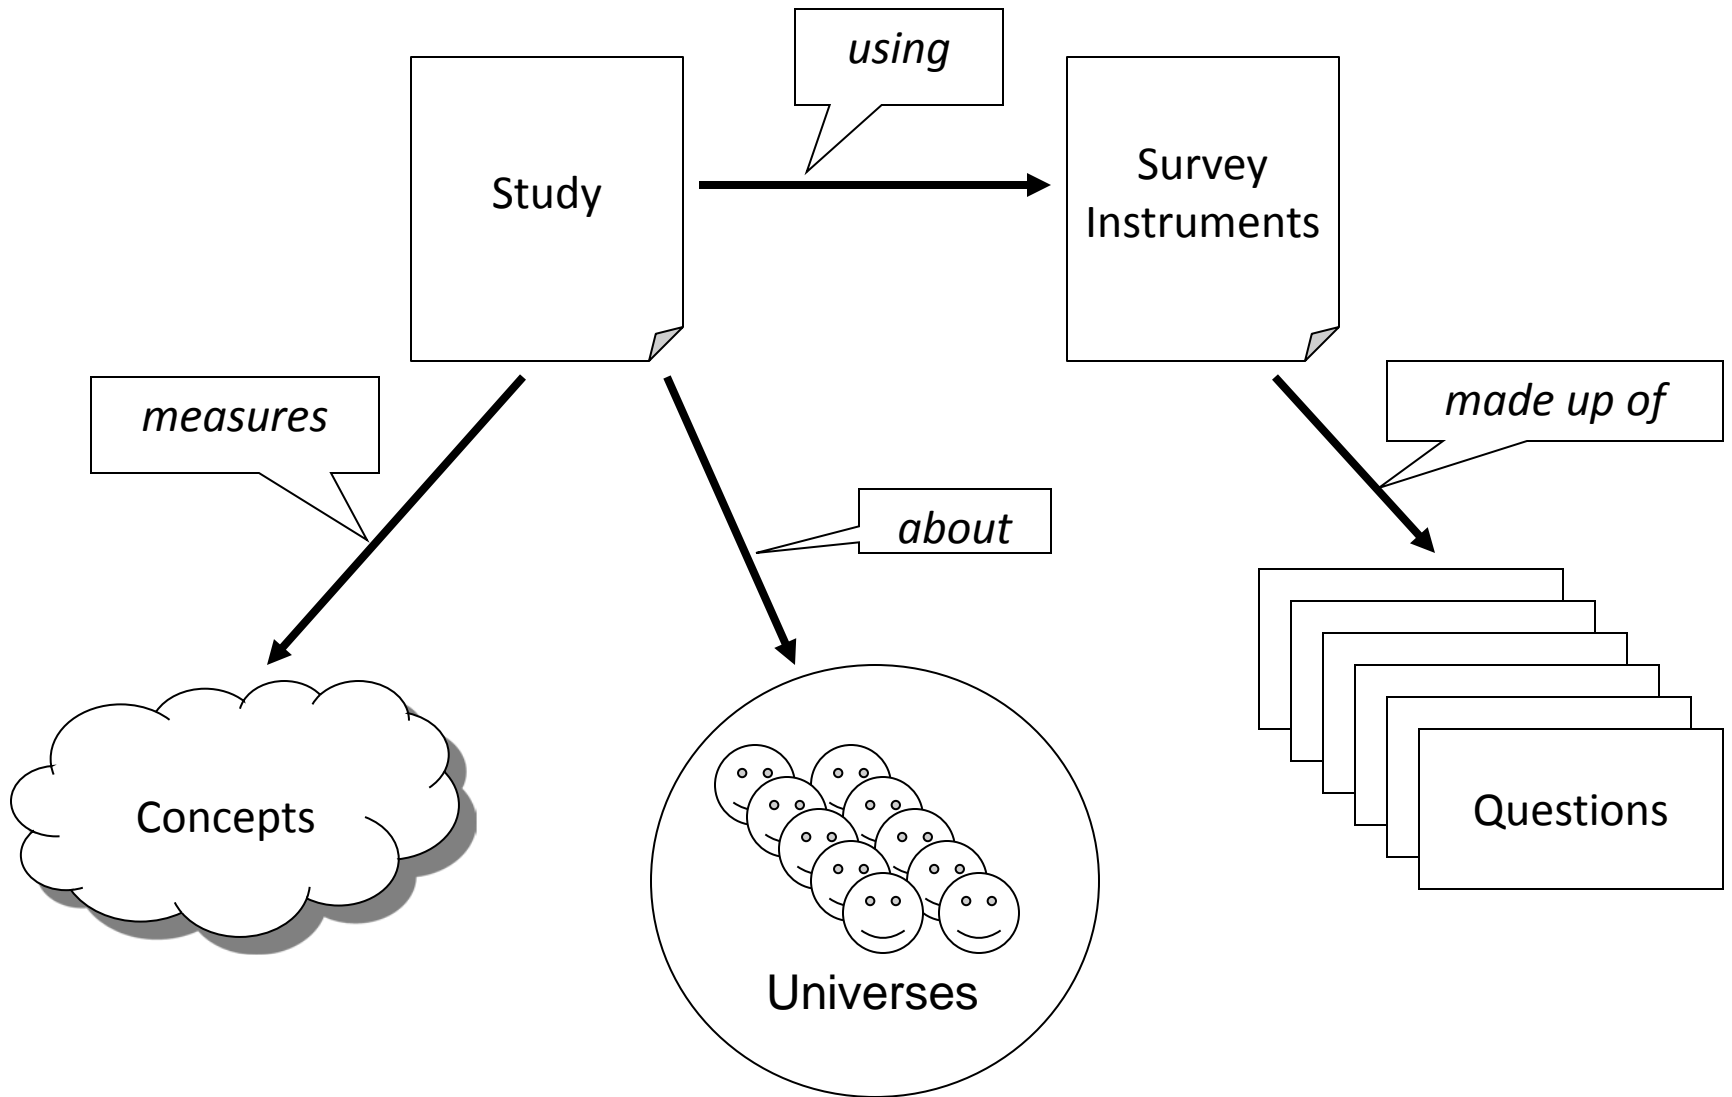 using
Study
Survey
Instruments
measures
made up of
about
Concepts
Questions
Universes